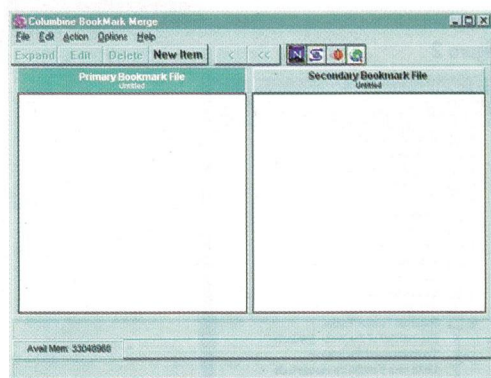 Columbine BookMark Merge
File Edit Action Options Help
Expand Edit Delete New Item < << N
Primary Bookmark File
Untitled
Secondary Bookmark File
Untitled
Avail Mem: 33048968